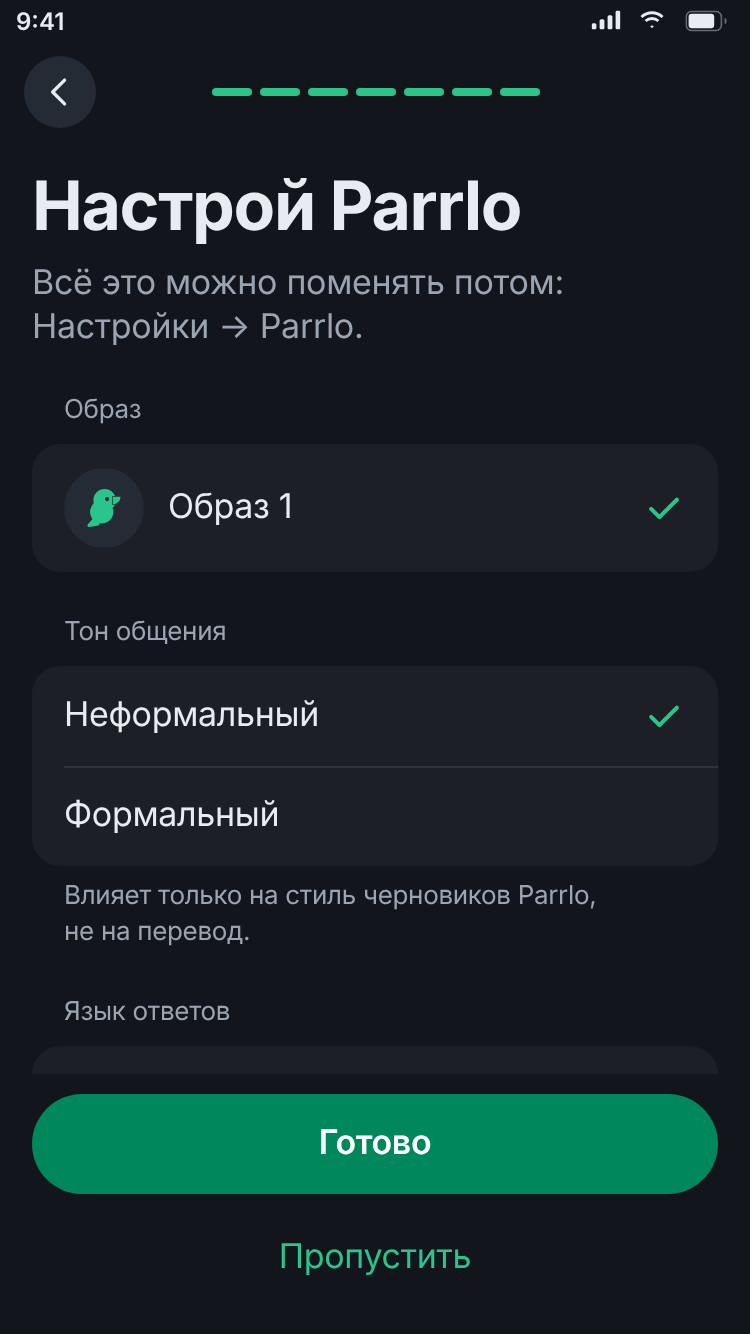 9:41
Настрой Parrlo
Всё это можно поменять потом:
Настройки → Parrlo.
Образ
Образ 1
Тон общения
Неформальный
Формальный
Влияет только на стиль черновиков Parrlo,
не на перевод.
Язык ответов
Готово
Пропустить